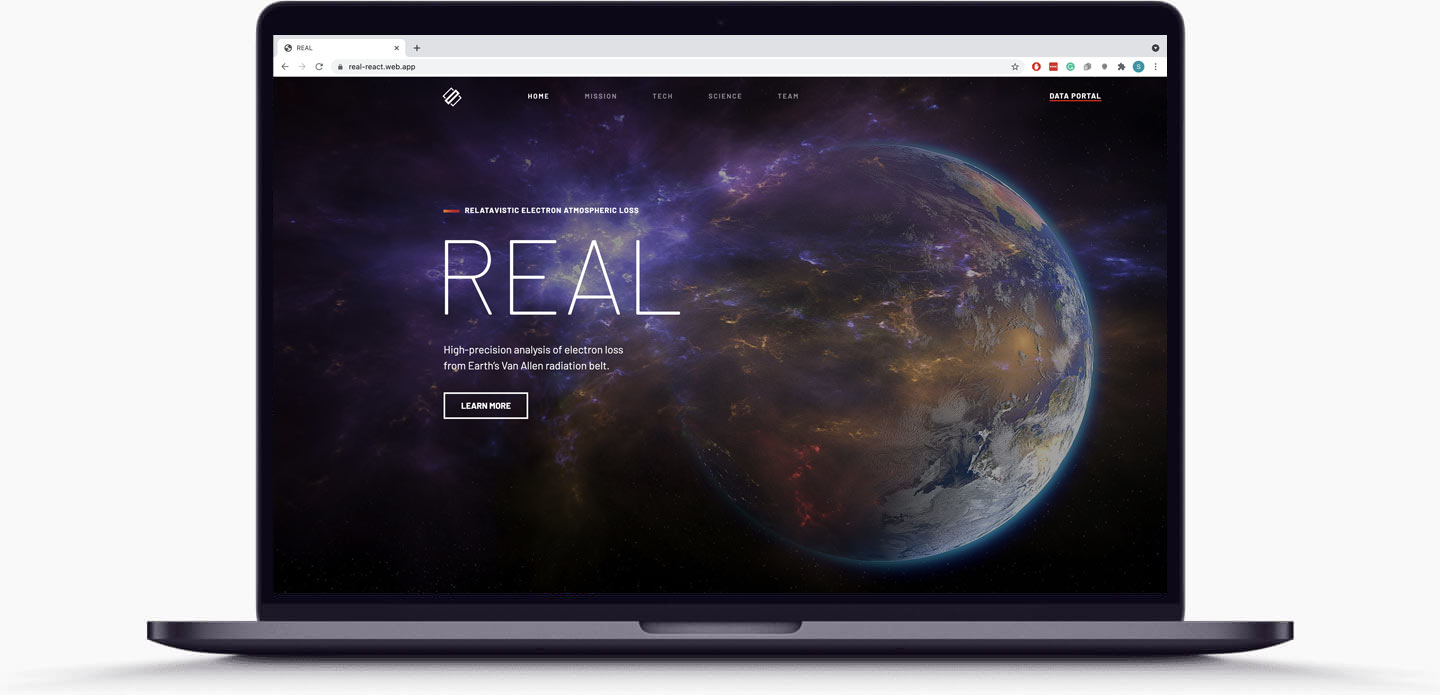 REAL
real-react.web.app
S
HOME MISSION TECH SCIENCE TEAM DATA PORTAL
RELATAVISTIC ELECTRON ATMOSPHERIC LOSS
REAL
High-precision analysis of electron loss
from Earth's Van Allen radiation belt.
LEARN MORE